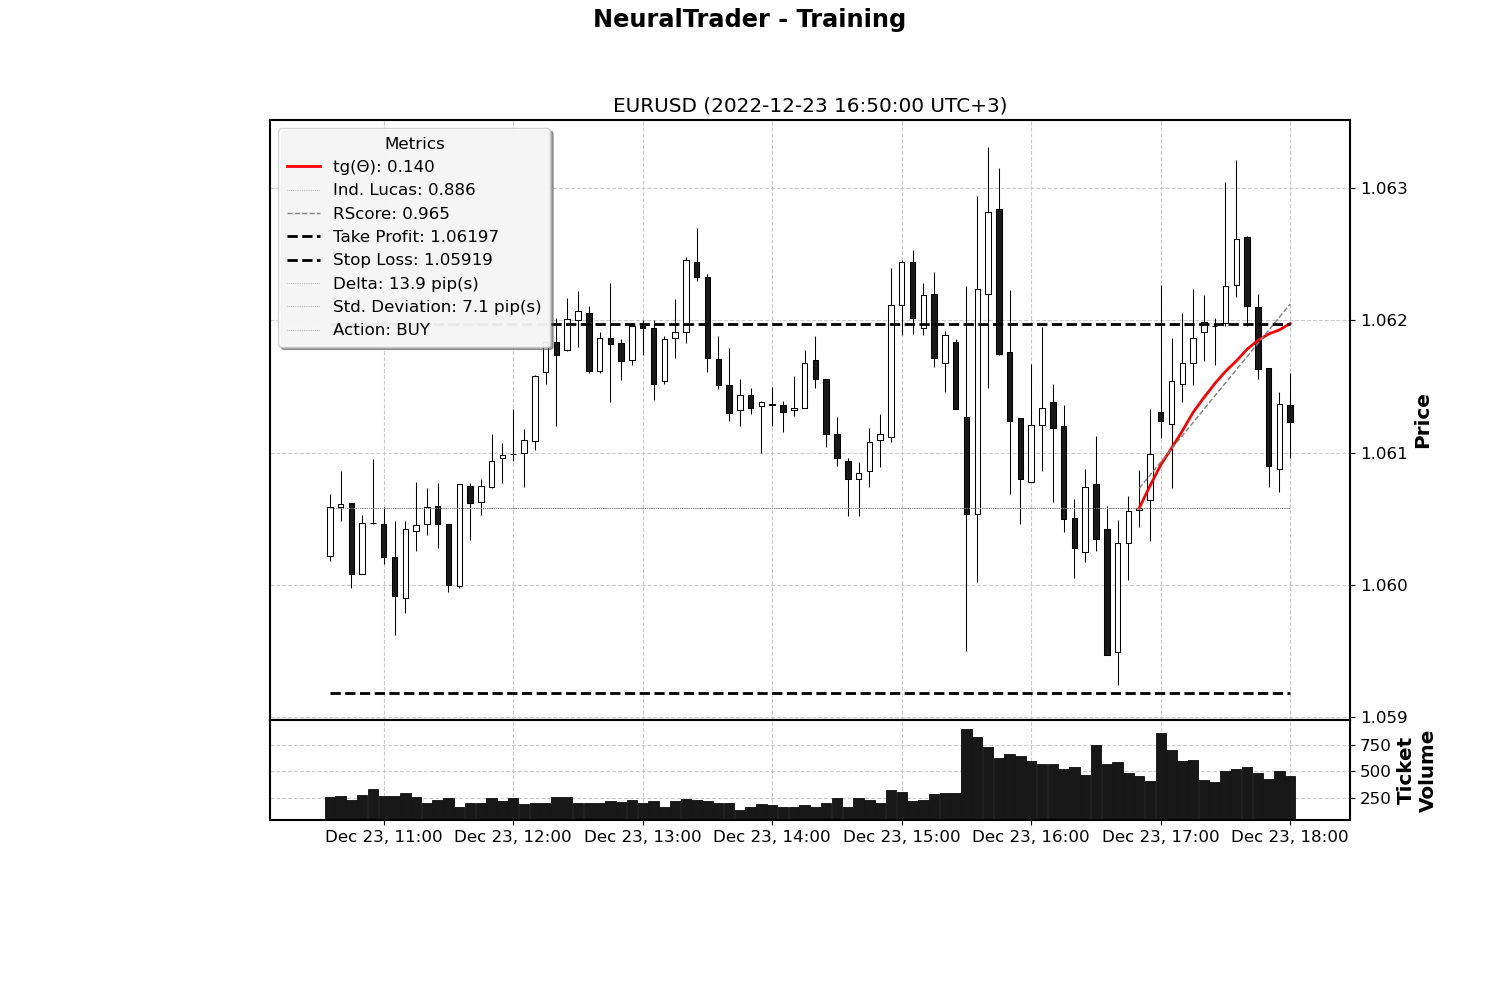 NeuralTrader - Training
EURUSD (2022-12-23 16:50:00 UTC+3)
Metrics
tg(Θ): 0.140
Ind. Lucas: 0.886
RScore: 0.965
Take Profit: 1.06197
Stop Loss: 1.05919
Delta: 13.9 pip(s)
Std. Deviation: 7.1 pip(s)
Action: BUY
1.063
1.062
1.061
1.060
1.059
Price
750
500
250
Ticket
Volume
Dec 23, 11:00
Dec 23, 12:00
Dec 23, 13:00
Dec 23, 14:00
Dec 23, 15:00
Dec 23, 16:00
Dec 23, 17:00
Dec 23, 18:00